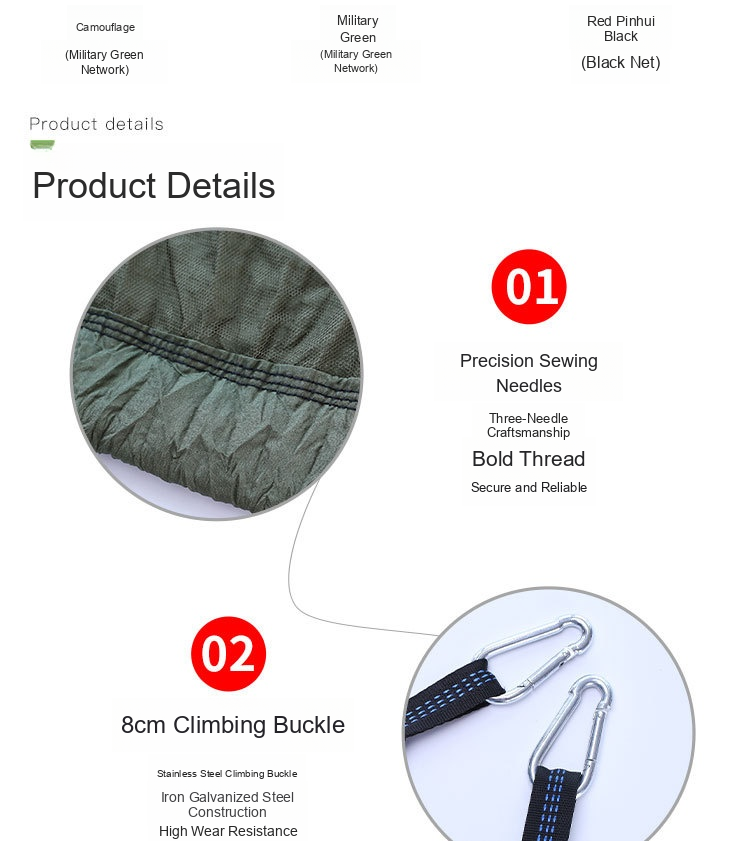 Camouflage
(Military Green
Network)
Military
Green
(Military Green
Network)
Red Pinhui
Black
(Black Net)
Product details
Product Details
01
Precision Sewing
Needles
Three-Needle
Craftsmanship
Bold Thread
Secure and Reliable
02
8cm Climbing Buckle
Stainless Steel Climbing Buckle
Iron Galvanized Steel
Construction
High Wear Resistance